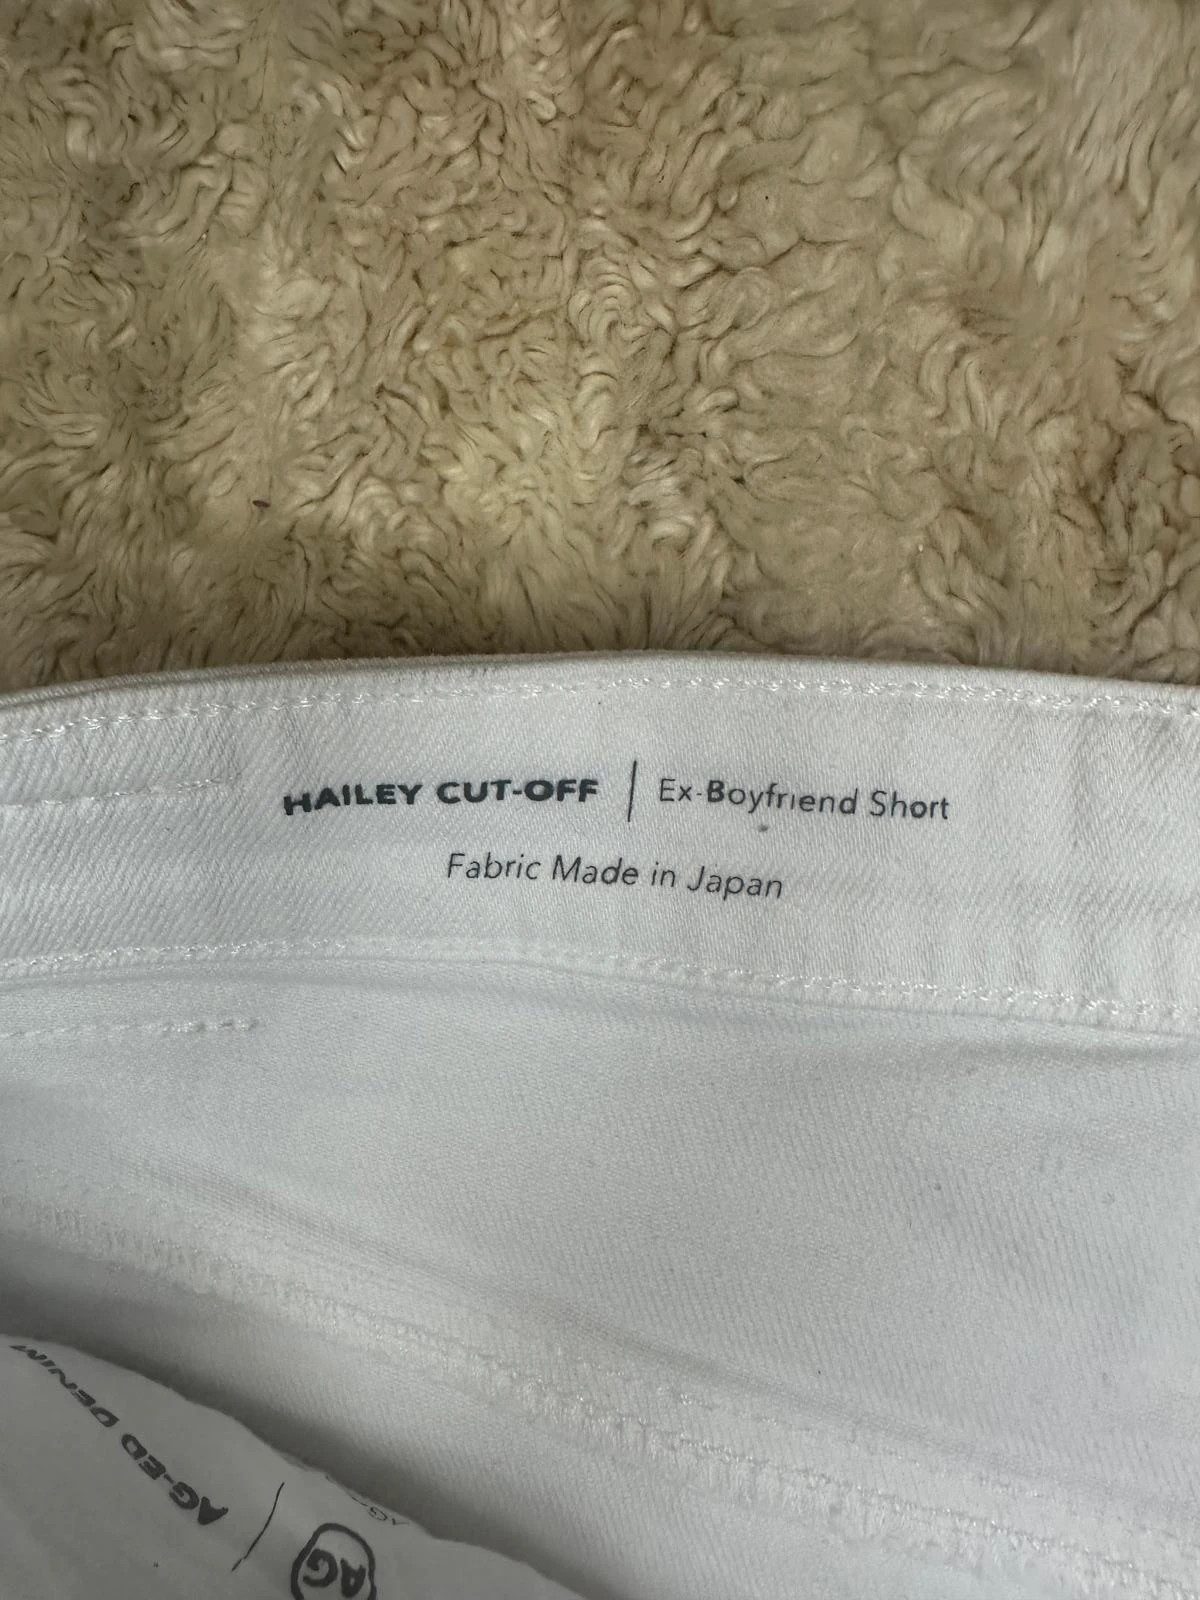 HAILEY CUT-OFF | Ex-Boyfriend Short
Fabric Made in Japan
AG-ED DENIM
AG